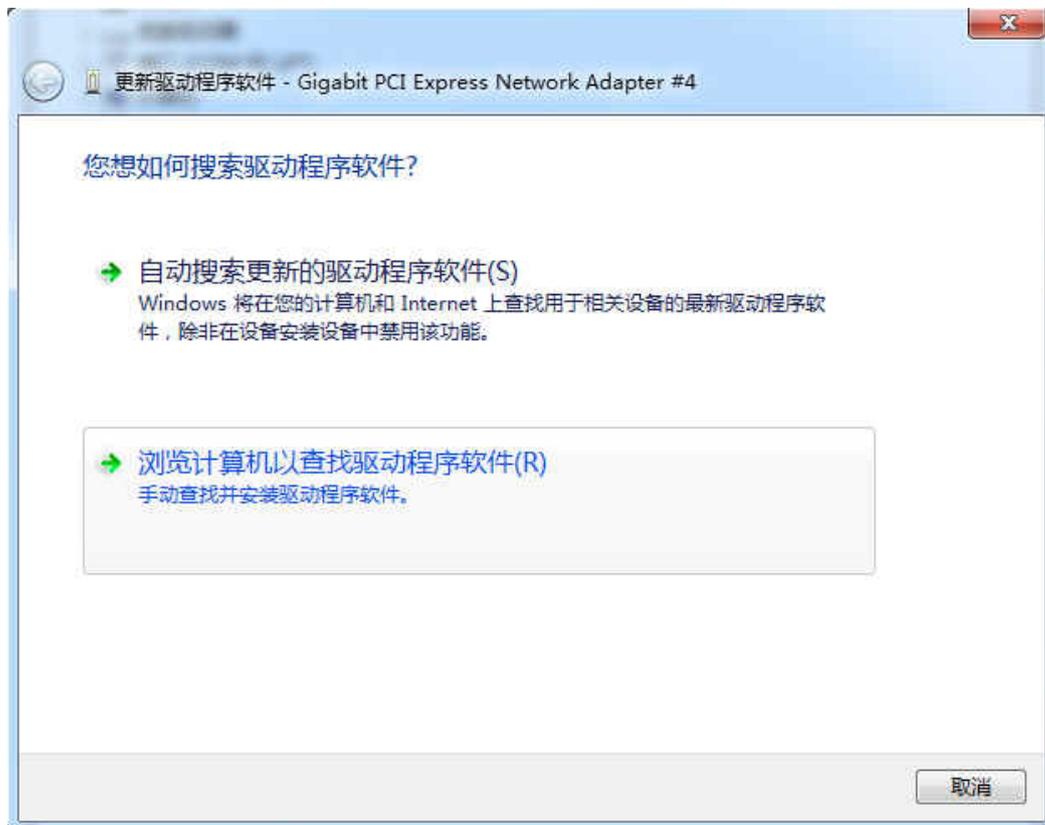 更新驱动程序软件 - Gigabit PCI Express Network Adapter #4
您想如何搜索驱动程序软件?
自动搜索更新的驱动程序软件(S)
Windows 将在您的计算机和 Internet 上查找用于相关设备的最新驱动程序软
件，除非在设备安装设备中禁用该功能。
浏览计算机以查找驱动程序软件(R)
手动查找并安装驱动程序软件。
取消